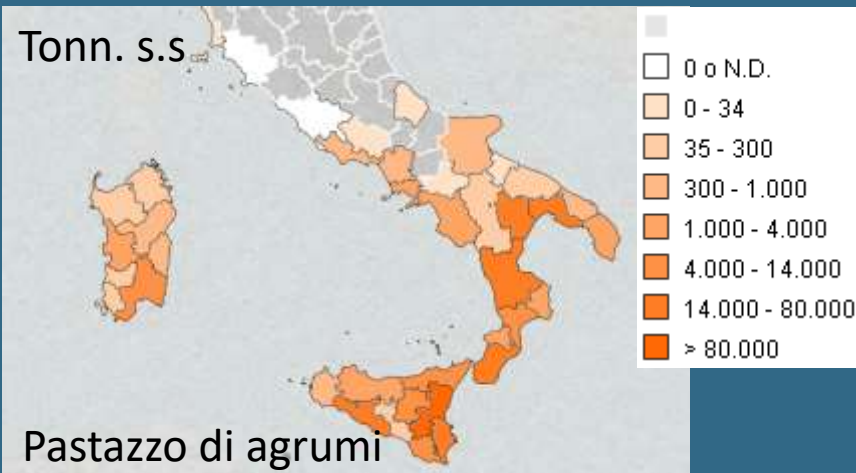 Tonn. s.s
0 o N.D.
0 - 34
35 - 300
300 - 1.000
1.000 - 4.000
4.000 - 14.000
14.000 - 80.000
> 80.000
Pastazzo di agrumi